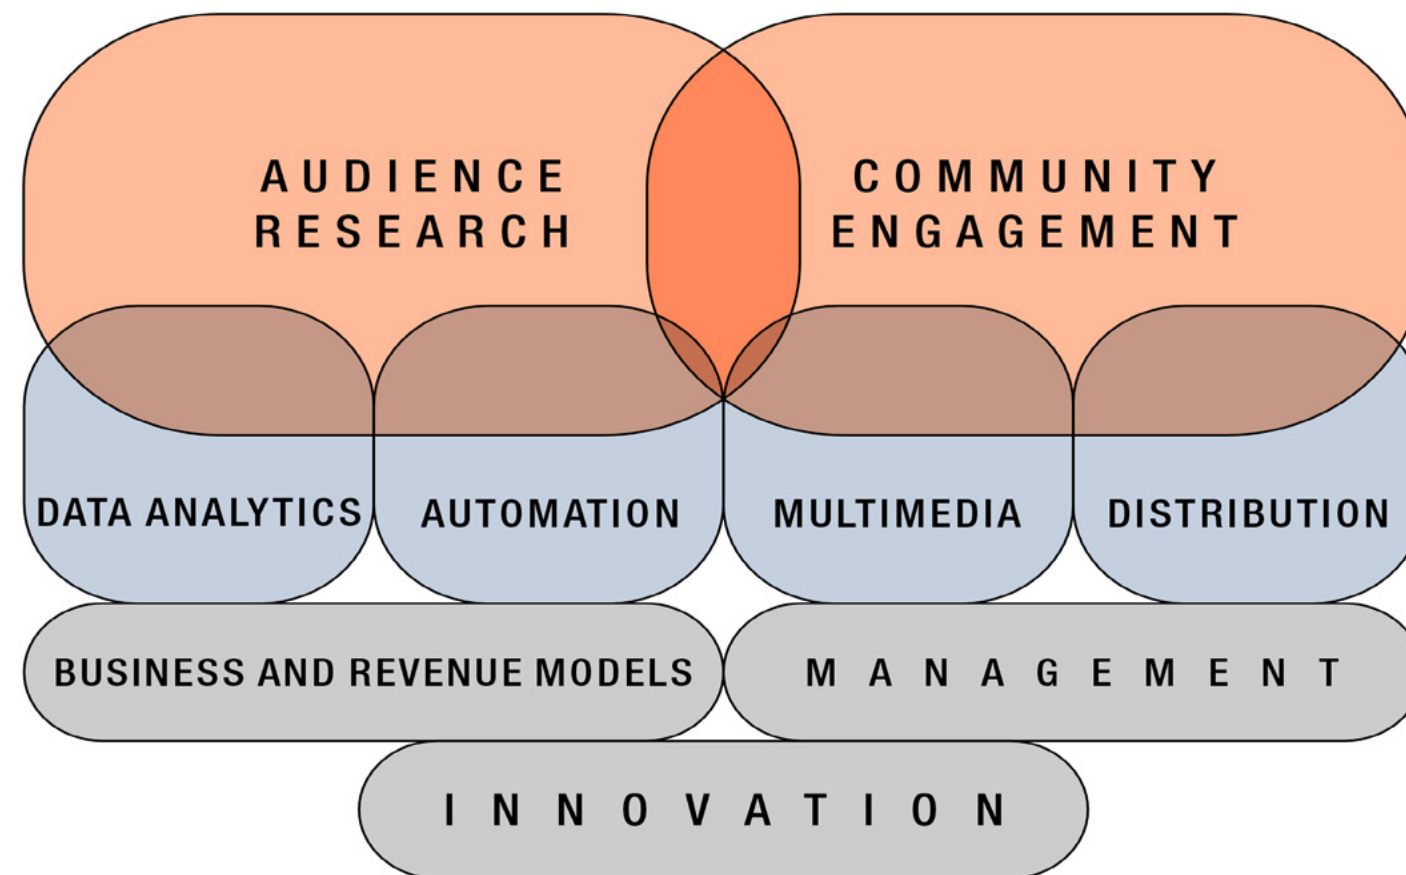 AUDIENCE
RESEARCH
COMMUNITY
ENGAGEMENT
DATA ANALYTICS
AUTOMATION
MULTIMEDIA
DISTRIBUTION
BUSINESS AND REVENUE MODELS
MANAGEMENT
INNOVATION